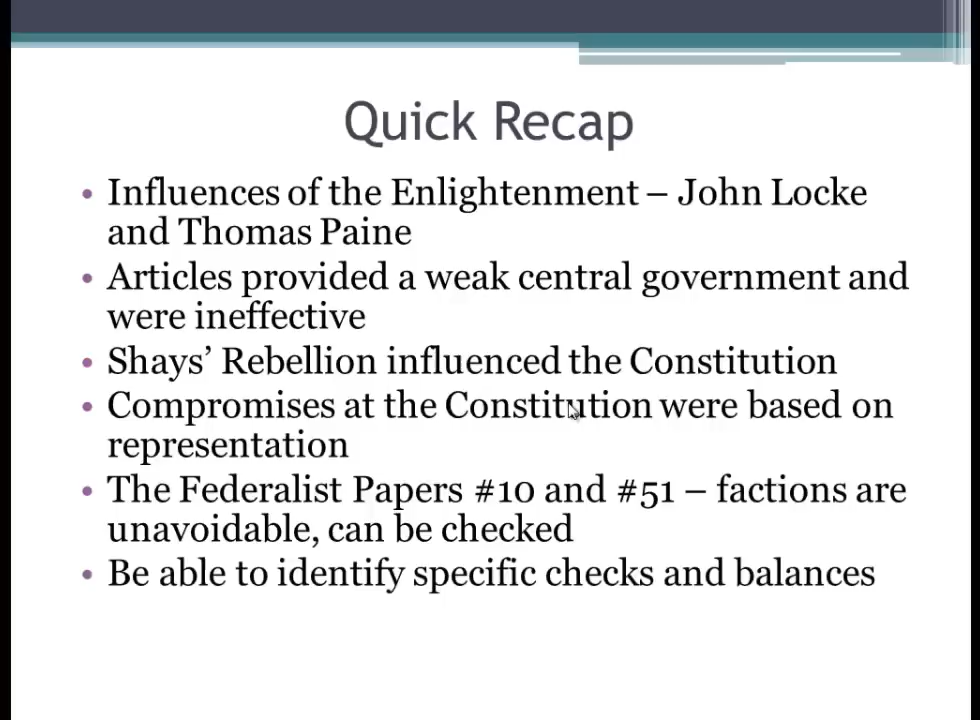 Quick Recap
• Influences of the Enlightenment – John Locke
and Thomas Paine
• Articles provided a weak central government and
were ineffective
• Shays’ Rebellion influenced the Constitution
• Compromises at the Constitution were based on
representation
• The Federalist Papers #10 and #51 – factions are
unavoidable, can be checked
• Be able to identify specific checks and balances